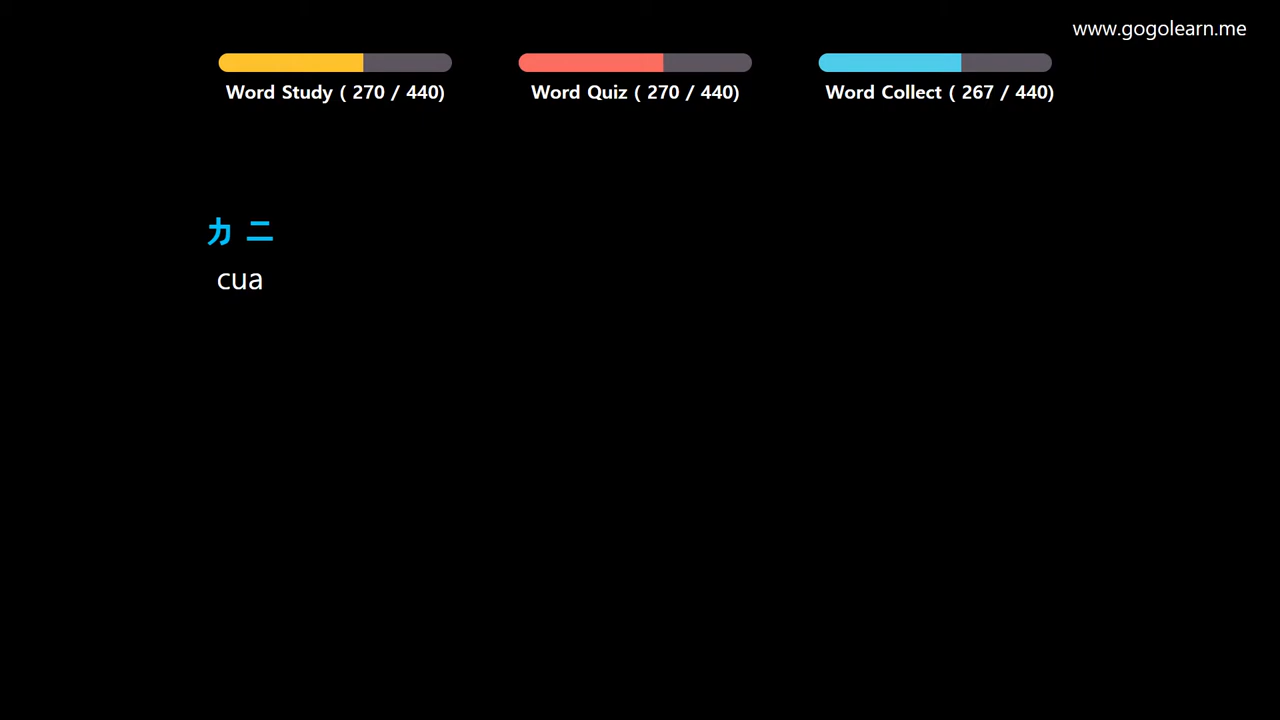 www.gogolearn.me
Word Study ( 270 / 440)
Word Quiz ( 270 / 440)
Word Collect ( 267 / 440)
カ ニ
cua